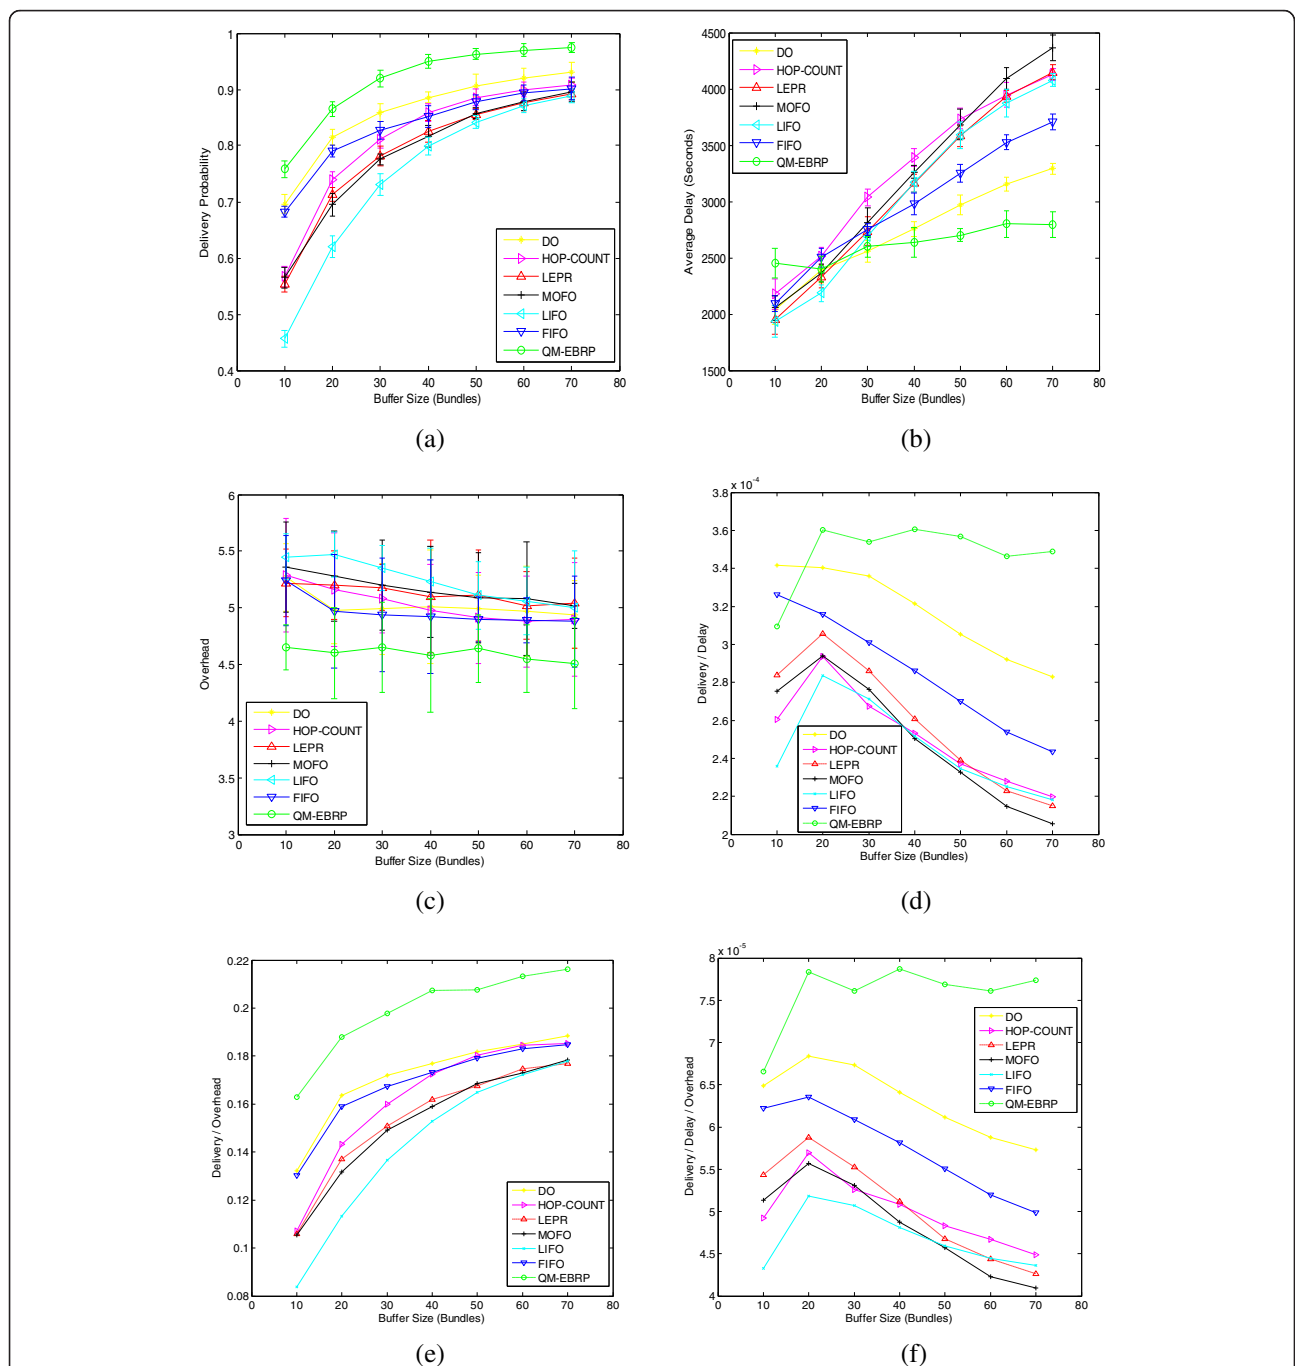 1
0.9
0.8
0.7
0.6
0.5
0.4
Delivery Probability
DO
HOP-COUNT
LEPR
MOFO
LIFO
FIFO
QM-EBRP
0 10 20 30 40 50 60 70 80
Buffer Size (Bundles)
(a)
4500
4000
3500
3000
2500
2000
1500
Average Delay (Seconds)
DO
HOP-COUNT
LEPR
MOFO
LIFO
FIFO
QM-EBRP
0 10 20 30 40 50 60 70 80
Buffer Size (Bundles)
(b)
6
5.5
5
4.5
4
3.5
3
Overhead
DO
HOP-COUNT
LEPR
MOFO
LIFO
FIFO
QM-EBRP
0 10 20 30 40 50 60 70 80
Buffer Size (Bundles)
(c)
x 10-4
3.8
3.6
3.4
3.2
3
2.8
2.6
2.4
2.2
2
Delivery / Delay
DO
HOP-COUNT
LEPR
MOFO
LIFO
FIFO
QM-EBRP
0 10 20 30 40 50 60 70 80
Buffer Size (Bundles)
(d)
0.22
0.2
0.18
0.16
0.14
0.12
0.1
0.08
Delivery / Overhead
DO
HOP-COUNT
LEPR
MOFO
LIFO
FIFO
QM-EBRP
0 10 20 30 40 50 60 70 80
Buffer Size (Bundles)
(e)
x 10-5
8
7.5
7
6.5
6
5.5
5
4.5
4
Delivery / Delay / Overhead
DO
HOP-COUNT
LEPR
MOFO
LIFO
FIFO
QM-EBRP
0 10 20 30 40 50 60 70 80
Buffer Size (Bundles)
(f)